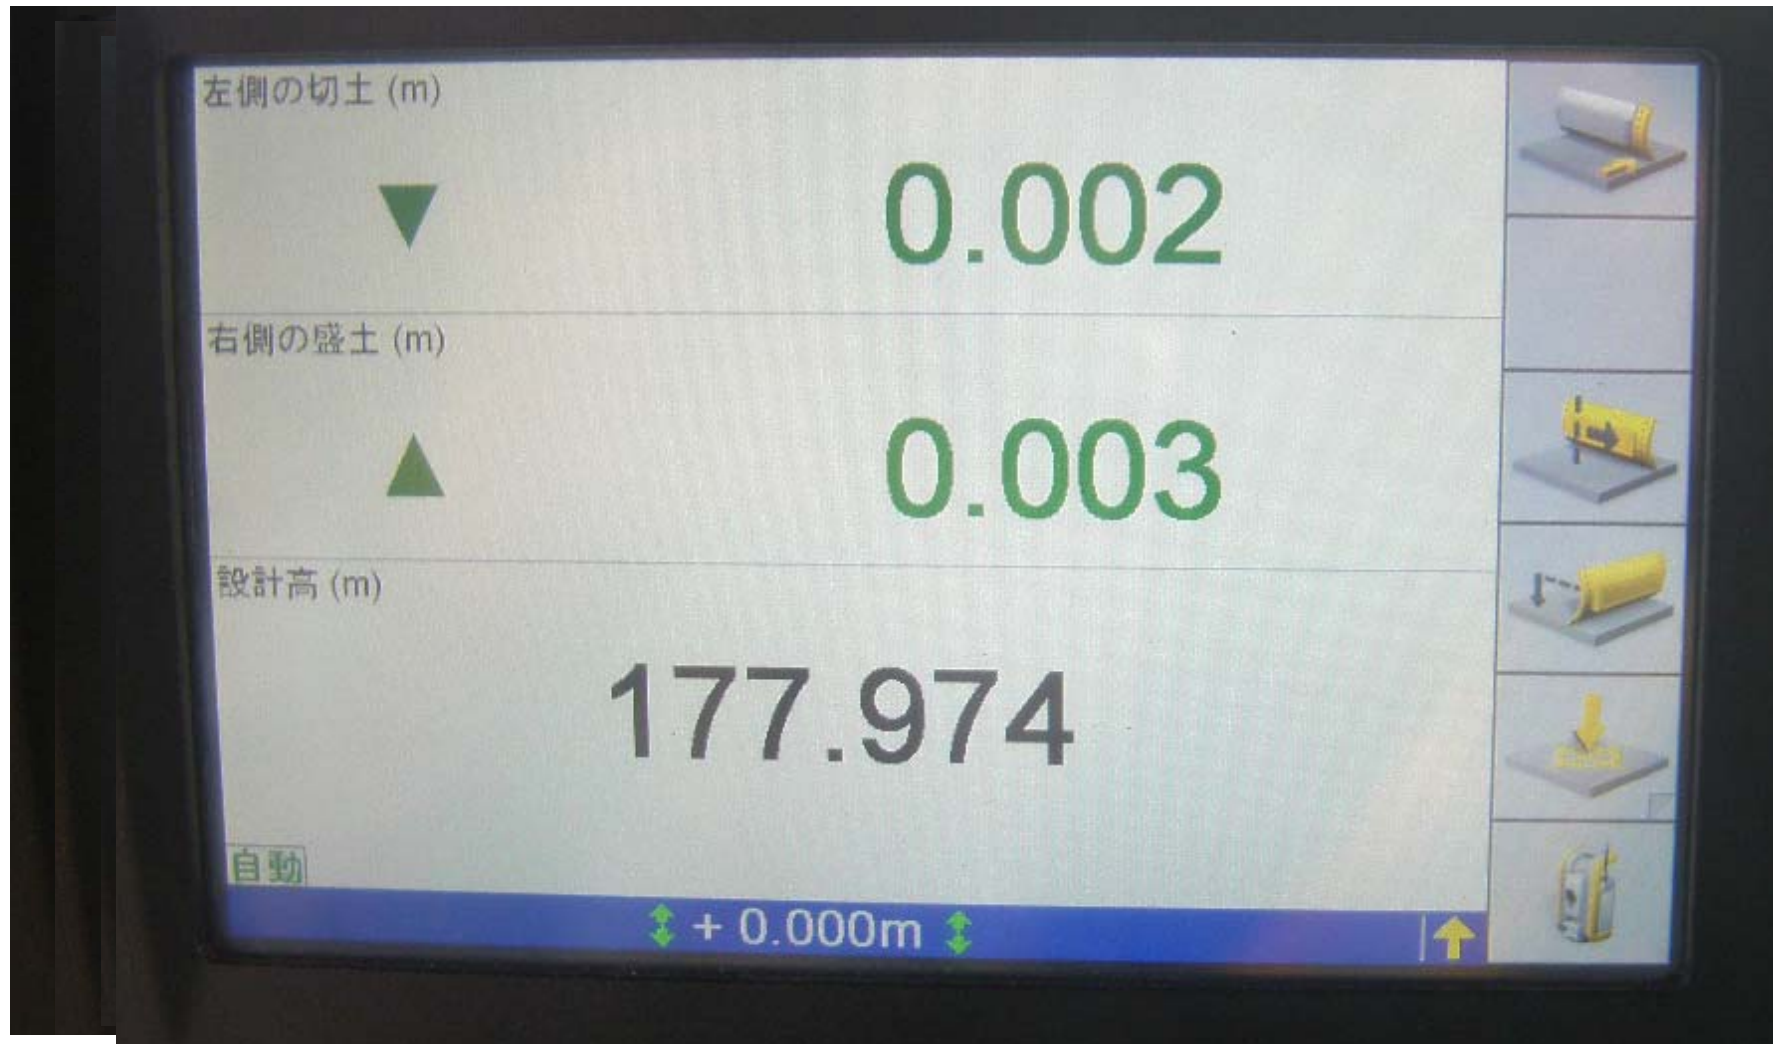 左側の切土 (m)
▼ 0.002
右側の盛土 (m)
▲ 0.003
設計高 (m)
177.974
自動
+ 0.000m